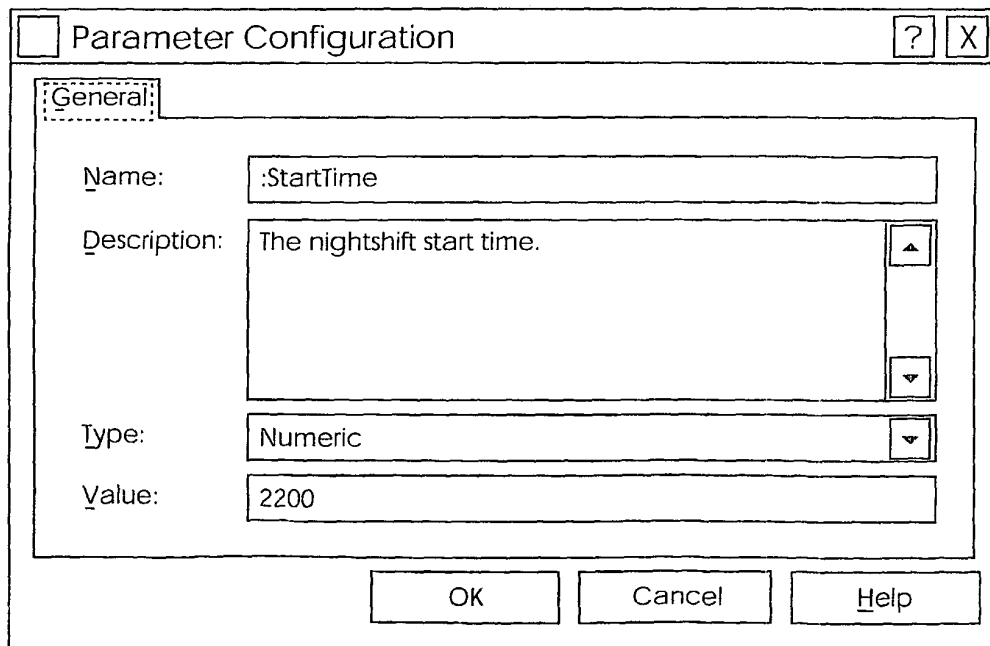 Parameter Configuration ? X
General
Name: :StartTime
Description: The nightshift start time.
Type: Numeric
Value: 2200
OK Cancel Help